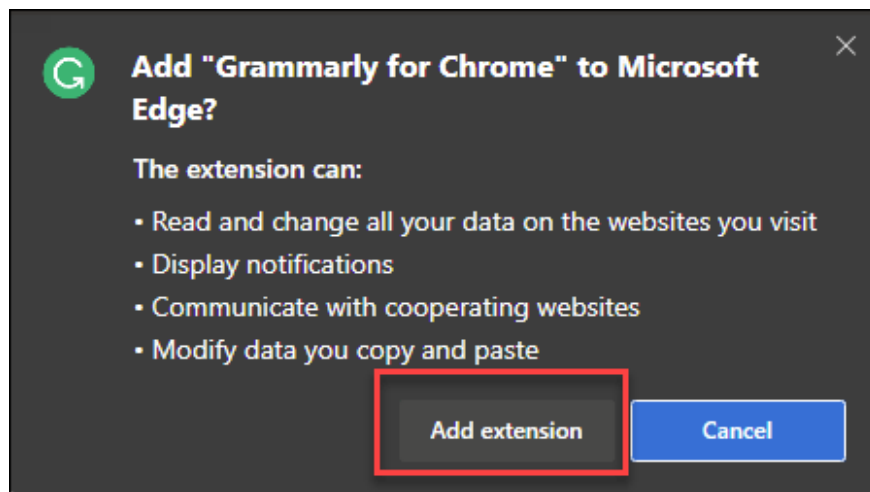 Add "Grammarly for Chrome" to Microsoft
Edge?
The extension can:
• Read and change all your data on the websites you visit
• Display notifications
• Communicate with cooperating websites
• Modify data you copy and paste
Add extension
Cancel